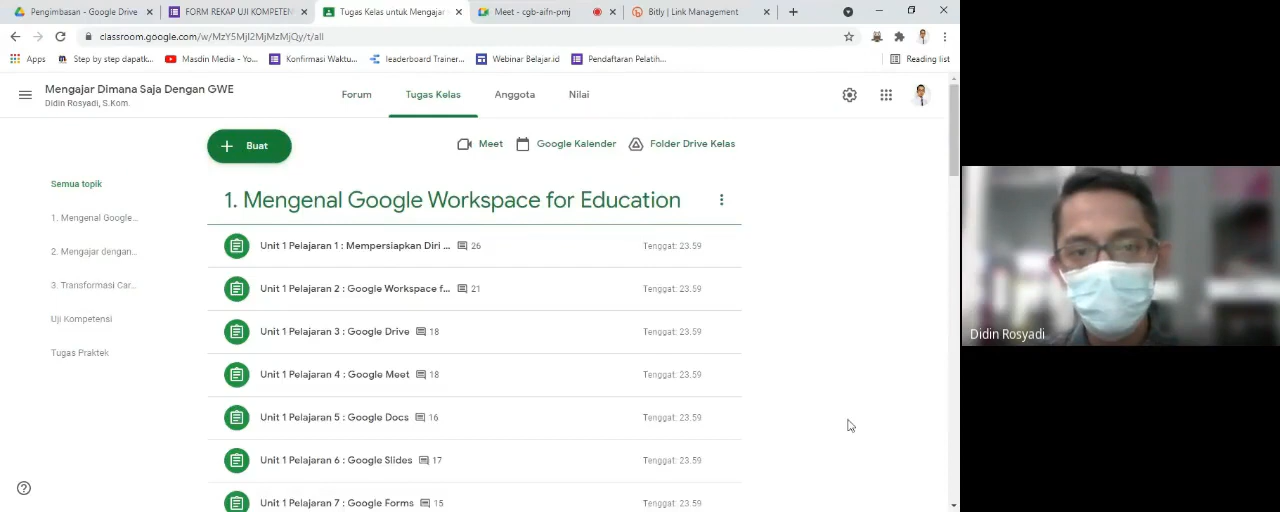 Pengimbasan - Google Drive
FORM REKAP UJI KOMPETEN
Tugas Kelas untuk Mengajar
Meet - cgb-aifn-pmj
Bitly | Link Management
classroom.google.com/w/MzY5MjI2MjMzMjQy/t/all
Apps
Step by step dapatk...
Masdin Media - Yo...
Konfirmasi Waktu...
leaderboard Trainer...
Webinar Belajar.id
Pendaftaran Pelatih...
Reading list
Mengajar Dimana Saja Dengan GWE
Didin Rosyadi, S.Kom.
Forum
Tugas Kelas
Anggota
Nilai
Buat
Meet
Google Kalender
Folder Drive Kelas
Semua topik
1. Mengenal Google...
2. Mengajar dengan...
3. Transformasi Car...
Uji Kompetensi
Tugas Praktek
1. Mengenal Google Workspace for Education
Unit 1 Pelajaran 1 : Mempersiapkan Diri ... 26 Tenggat: 23.59
Unit 1 Pelajaran 2 : Google Workspace f... 21 Tenggat: 23.59
Unit 1 Pelajaran 3 : Google Drive 18 Tenggat: 23.59
Unit 1 Pelajaran 4 : Google Meet 18 Tenggat: 23.59
Unit 1 Pelajaran 5 : Google Docs 16 Tenggat: 23.59
Unit 1 Pelajaran 6 : Google Slides 17 Tenggat: 23.59
Unit 1 Pelajaran 7 : Google Forms 15 Tenggat: 23.59
Didin Rosyadi